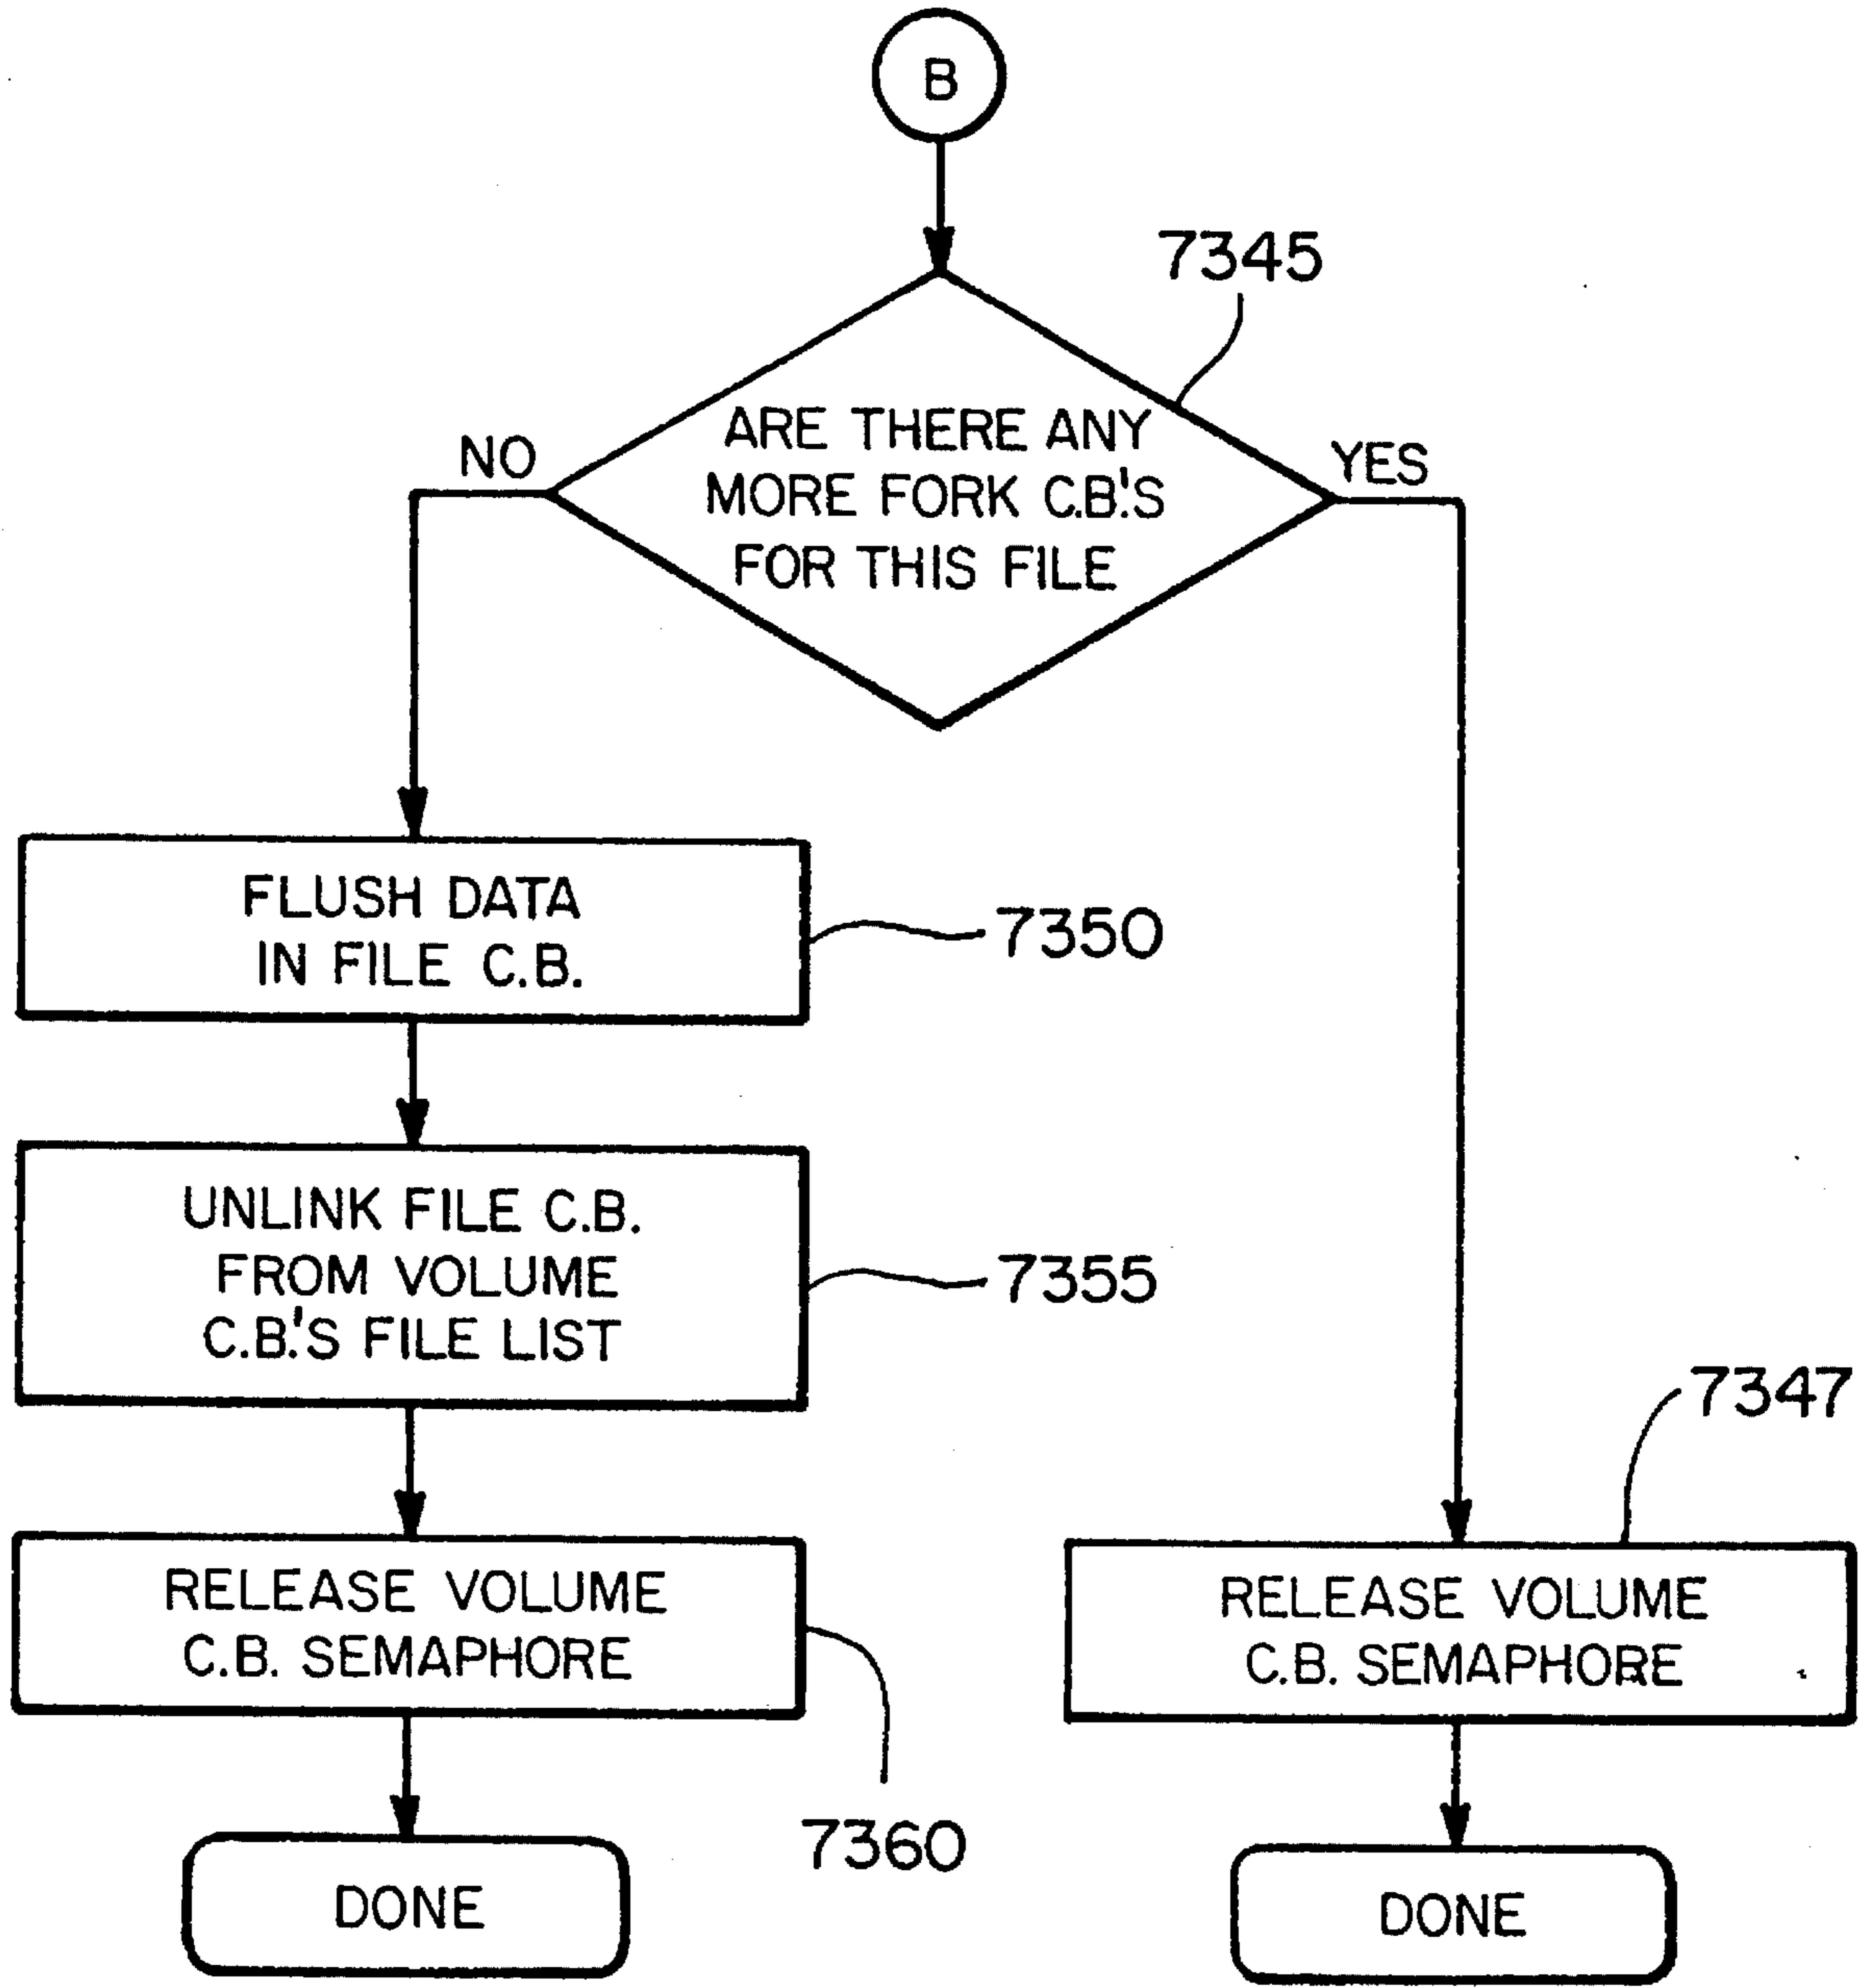 B
7345
ARE THERE ANY
MORE FORK C.B.'S
FOR THIS FILE
NO
YES
FLUSH DATA
IN FILE C.B.
7350
UNLINK FILE C.B.
FROM VOLUME
C.B.'S FILE LIST
7355
7347
RELEASE VOLUME
C.B. SEMAPHORE
7360
RELEASE VOLUME
C.B. SEMAPHORE
DONE
DONE